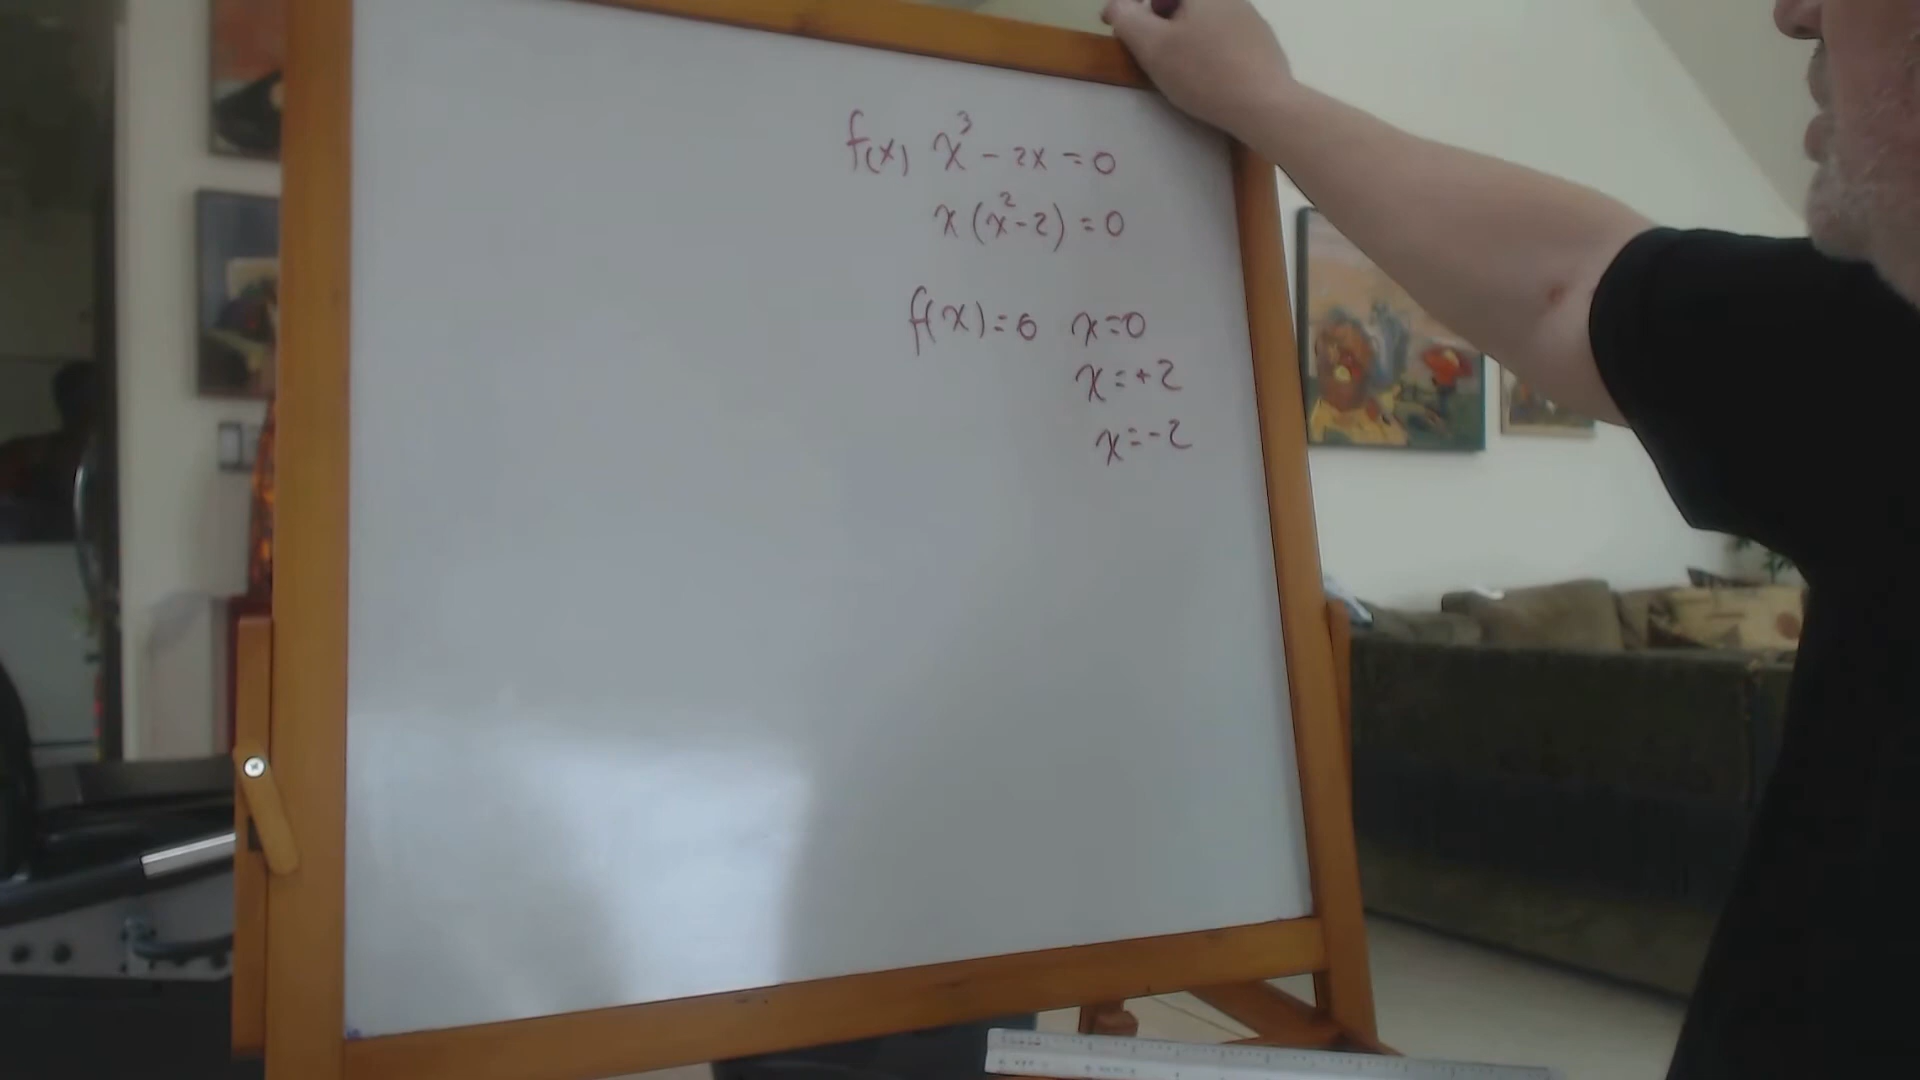 f(x) x³ - 2x = 0
x(x²-2) = 0
f(x) = 0 x=0
x=+2
x=-2